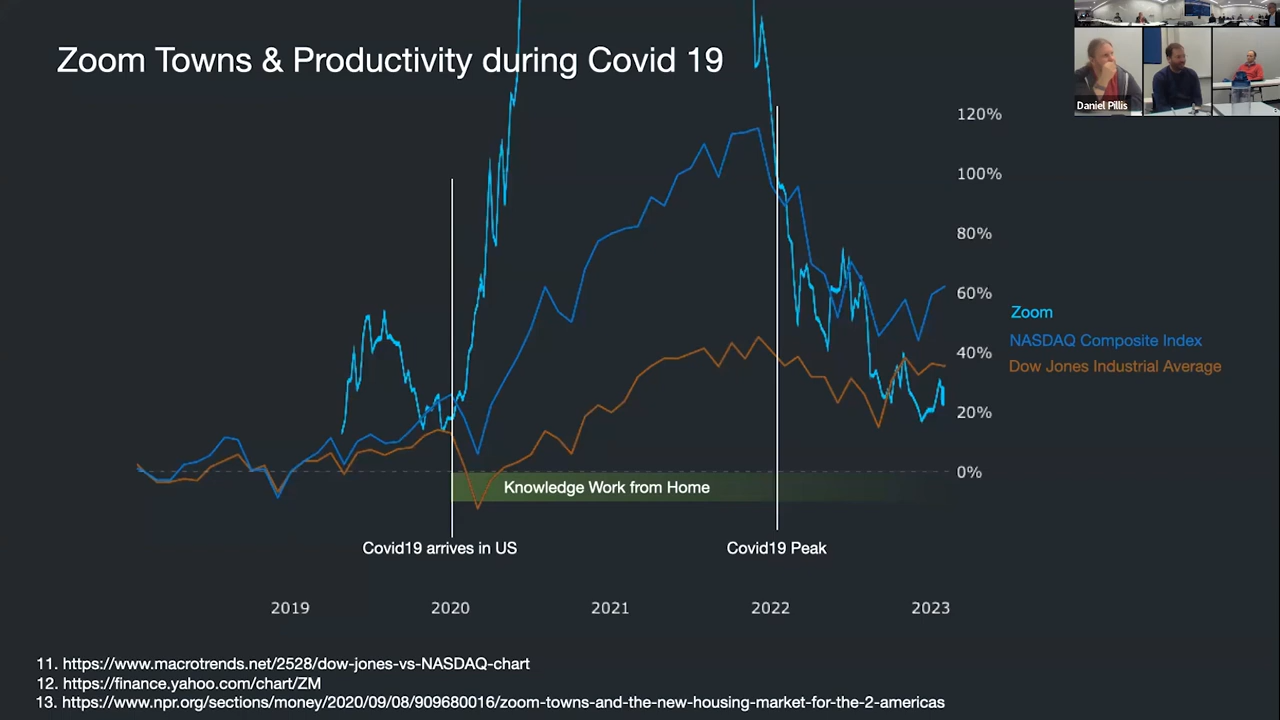 Zoom Towns & Productivity during Covid 19
Daniel Pillis
120%
100%
80%
60%
40%
20%
0%
Zoom
NASDAQ Composite Index
Dow Jones Industrial Average
Knowledge Work from Home
Covid19 arrives in US
Covid19 Peak
2019 2020 2021 2022 2023
11. https://www.macrotrends.net/2528/dow-jones-vs-NASDAQ-chart
12. https://finance.yahoo.com/chart/ZM
13. https://www.npr.org/sections/money/2020/09/08/909680016/zoom-towns-and-the-new-housing-market-for-the-2-americas